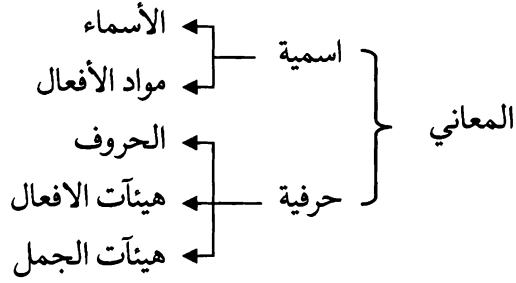 المعاني
اسمية
الأسماء
مواد الأفعال
حرفية
الحروف
هيئآت الافعال
هيئآت الجمل